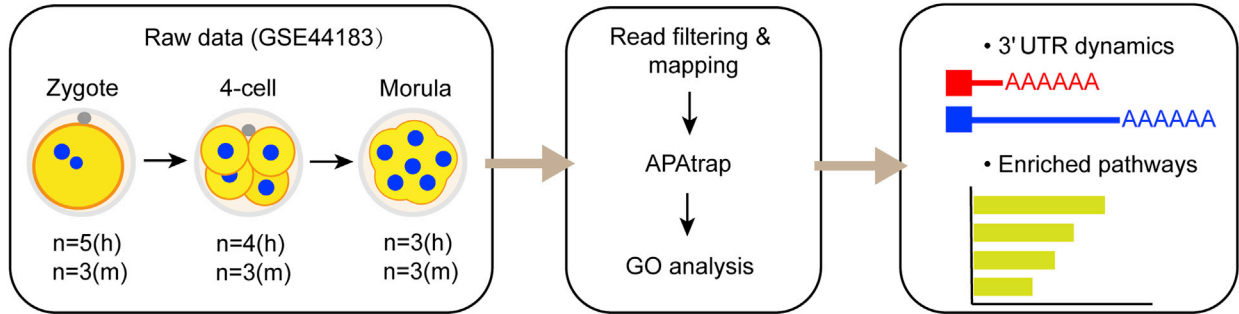 Raw data (GSE44183）
Zygote
4-cell
Morula
n=5(h)
n=4(h)
n=3(h)
n=3(m)
n=3(m)
n=3(m)
Read filtering &
mapping
APAtrap
GO analysis
• 3' UTR dynamics
AAAAAA
AAAAAA
• Enriched pathways